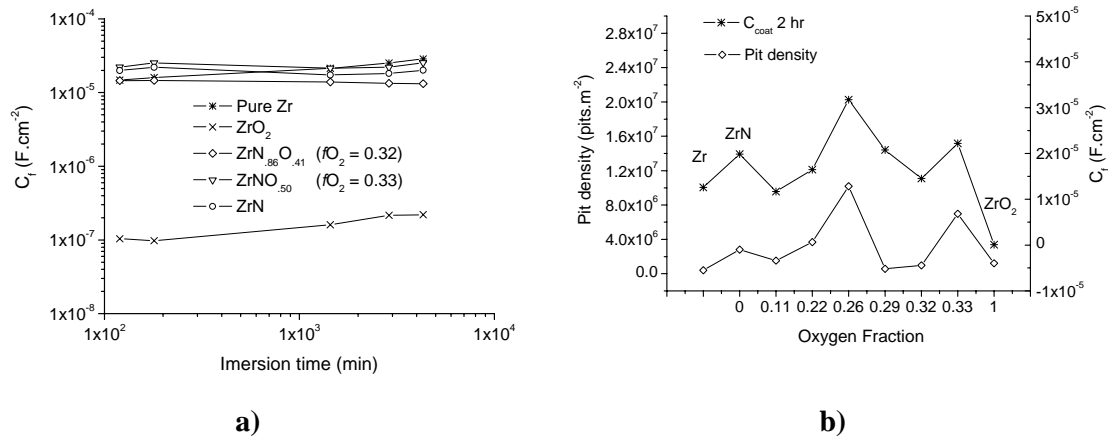 1x10⁻⁴
1x10⁻⁵
1x10⁻⁶
1x10⁻⁷
1x10⁻⁸
C_f (F.cm⁻²)
Pure Zr
ZrO₂
ZrN.₈₆O.₄₁ (fO₂ = 0.32)
ZrNO.₅₀ (fO₂ = 0.33)
ZrN
1x10² 1x10³ 1x10⁴
Imersion time (min)
a)
2.8x10⁷
2.4x10⁷
2.0x10⁷
1.6x10⁷
1.2x10⁷
8.0x10⁶
4.0x10⁶
0.0
Pit density (pits.m⁻²)
C_coat 2 hr
Pit density
Zr
ZrN
ZrO₂
5x10⁻⁵
4x10⁻⁵
3x10⁻⁵
2x10⁻⁵
1x10⁻⁵
0
-1x10⁻⁵
C_f (F.cm⁻²)
0 0.11 0.22 0.26 0.29 0.32 0.33 1
Oxygen Fraction
b)